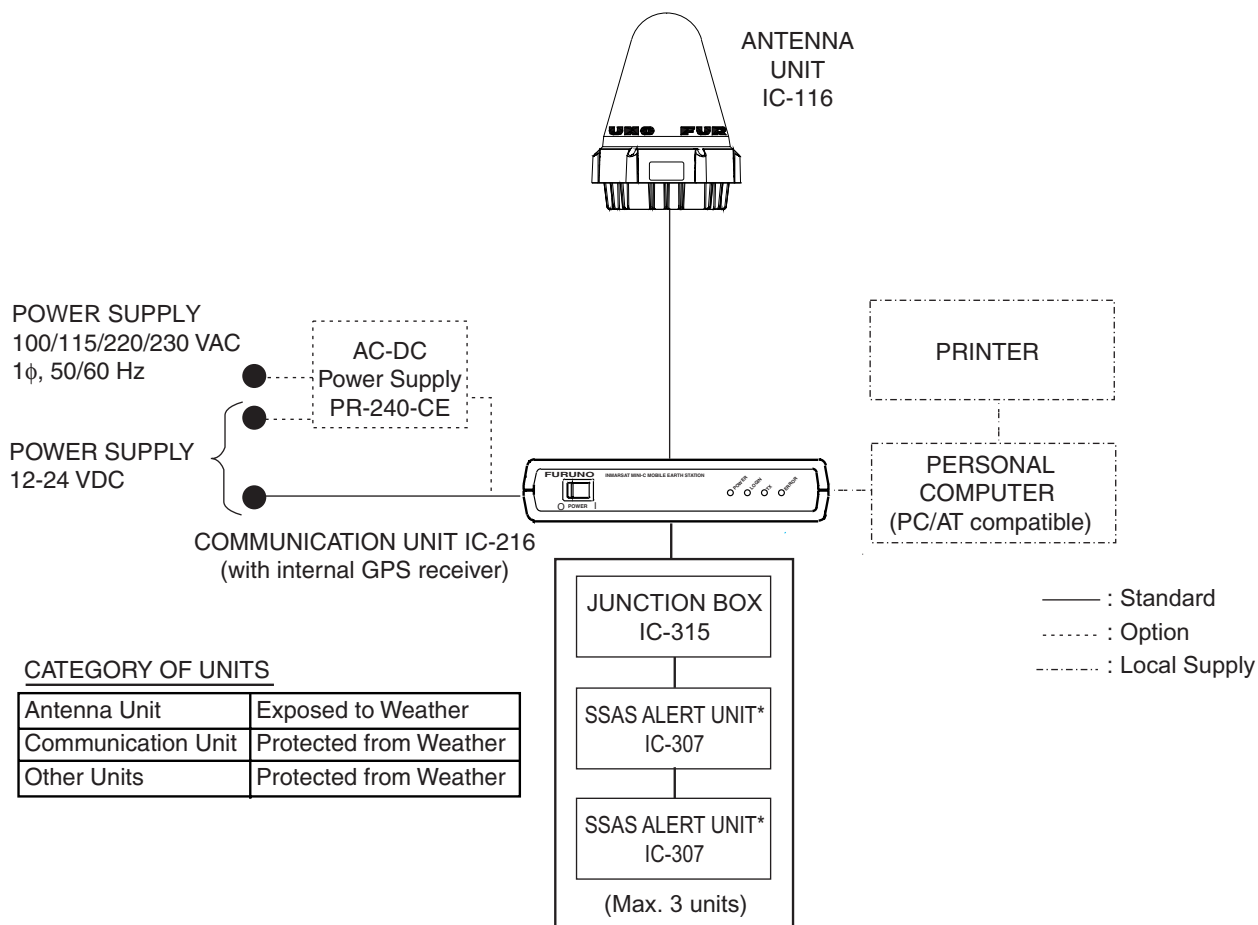 ANTENNA
UNIT
IC-116
UNO FUR
POWER SUPPLY
100/115/220/230 VAC
1ϕ, 50/60 Hz
AC-DC
Power Supply
PR-240-CE
PRINTER
POWER SUPPLY
12-24 VDC
FURUNO
INMARSAT MINI-C MOBILE EARTH STATION
POWER
LOGIN
TX
ERROR
O POWER I
PERSONAL
COMPUTER
(PC/AT compatible)
COMMUNICATION UNIT IC-216
(with internal GPS receiver)
JUNCTION BOX
IC-315
: Standard
: Option
: Local Supply
CATEGORY OF UNITS
Antenna Unit Exposed to Weather
Communication Unit Protected from Weather
Other Units Protected from Weather
SSAS ALERT UNIT*
IC-307
SSAS ALERT UNIT*
IC-307
(Max. 3 units)